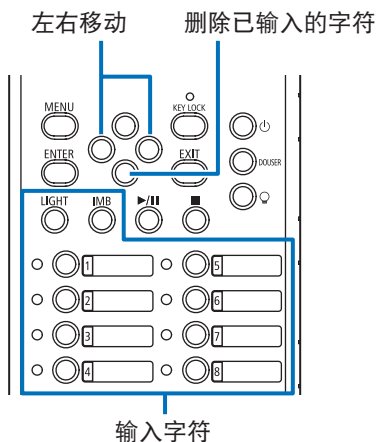 左右移动
删除已输入的字符
MENU
KEY LOCK
ENTER
EXIT
DOUSER
LIGHT
IMB
▶/II
■
1
5
2
6
3
7
4
8
输入字符